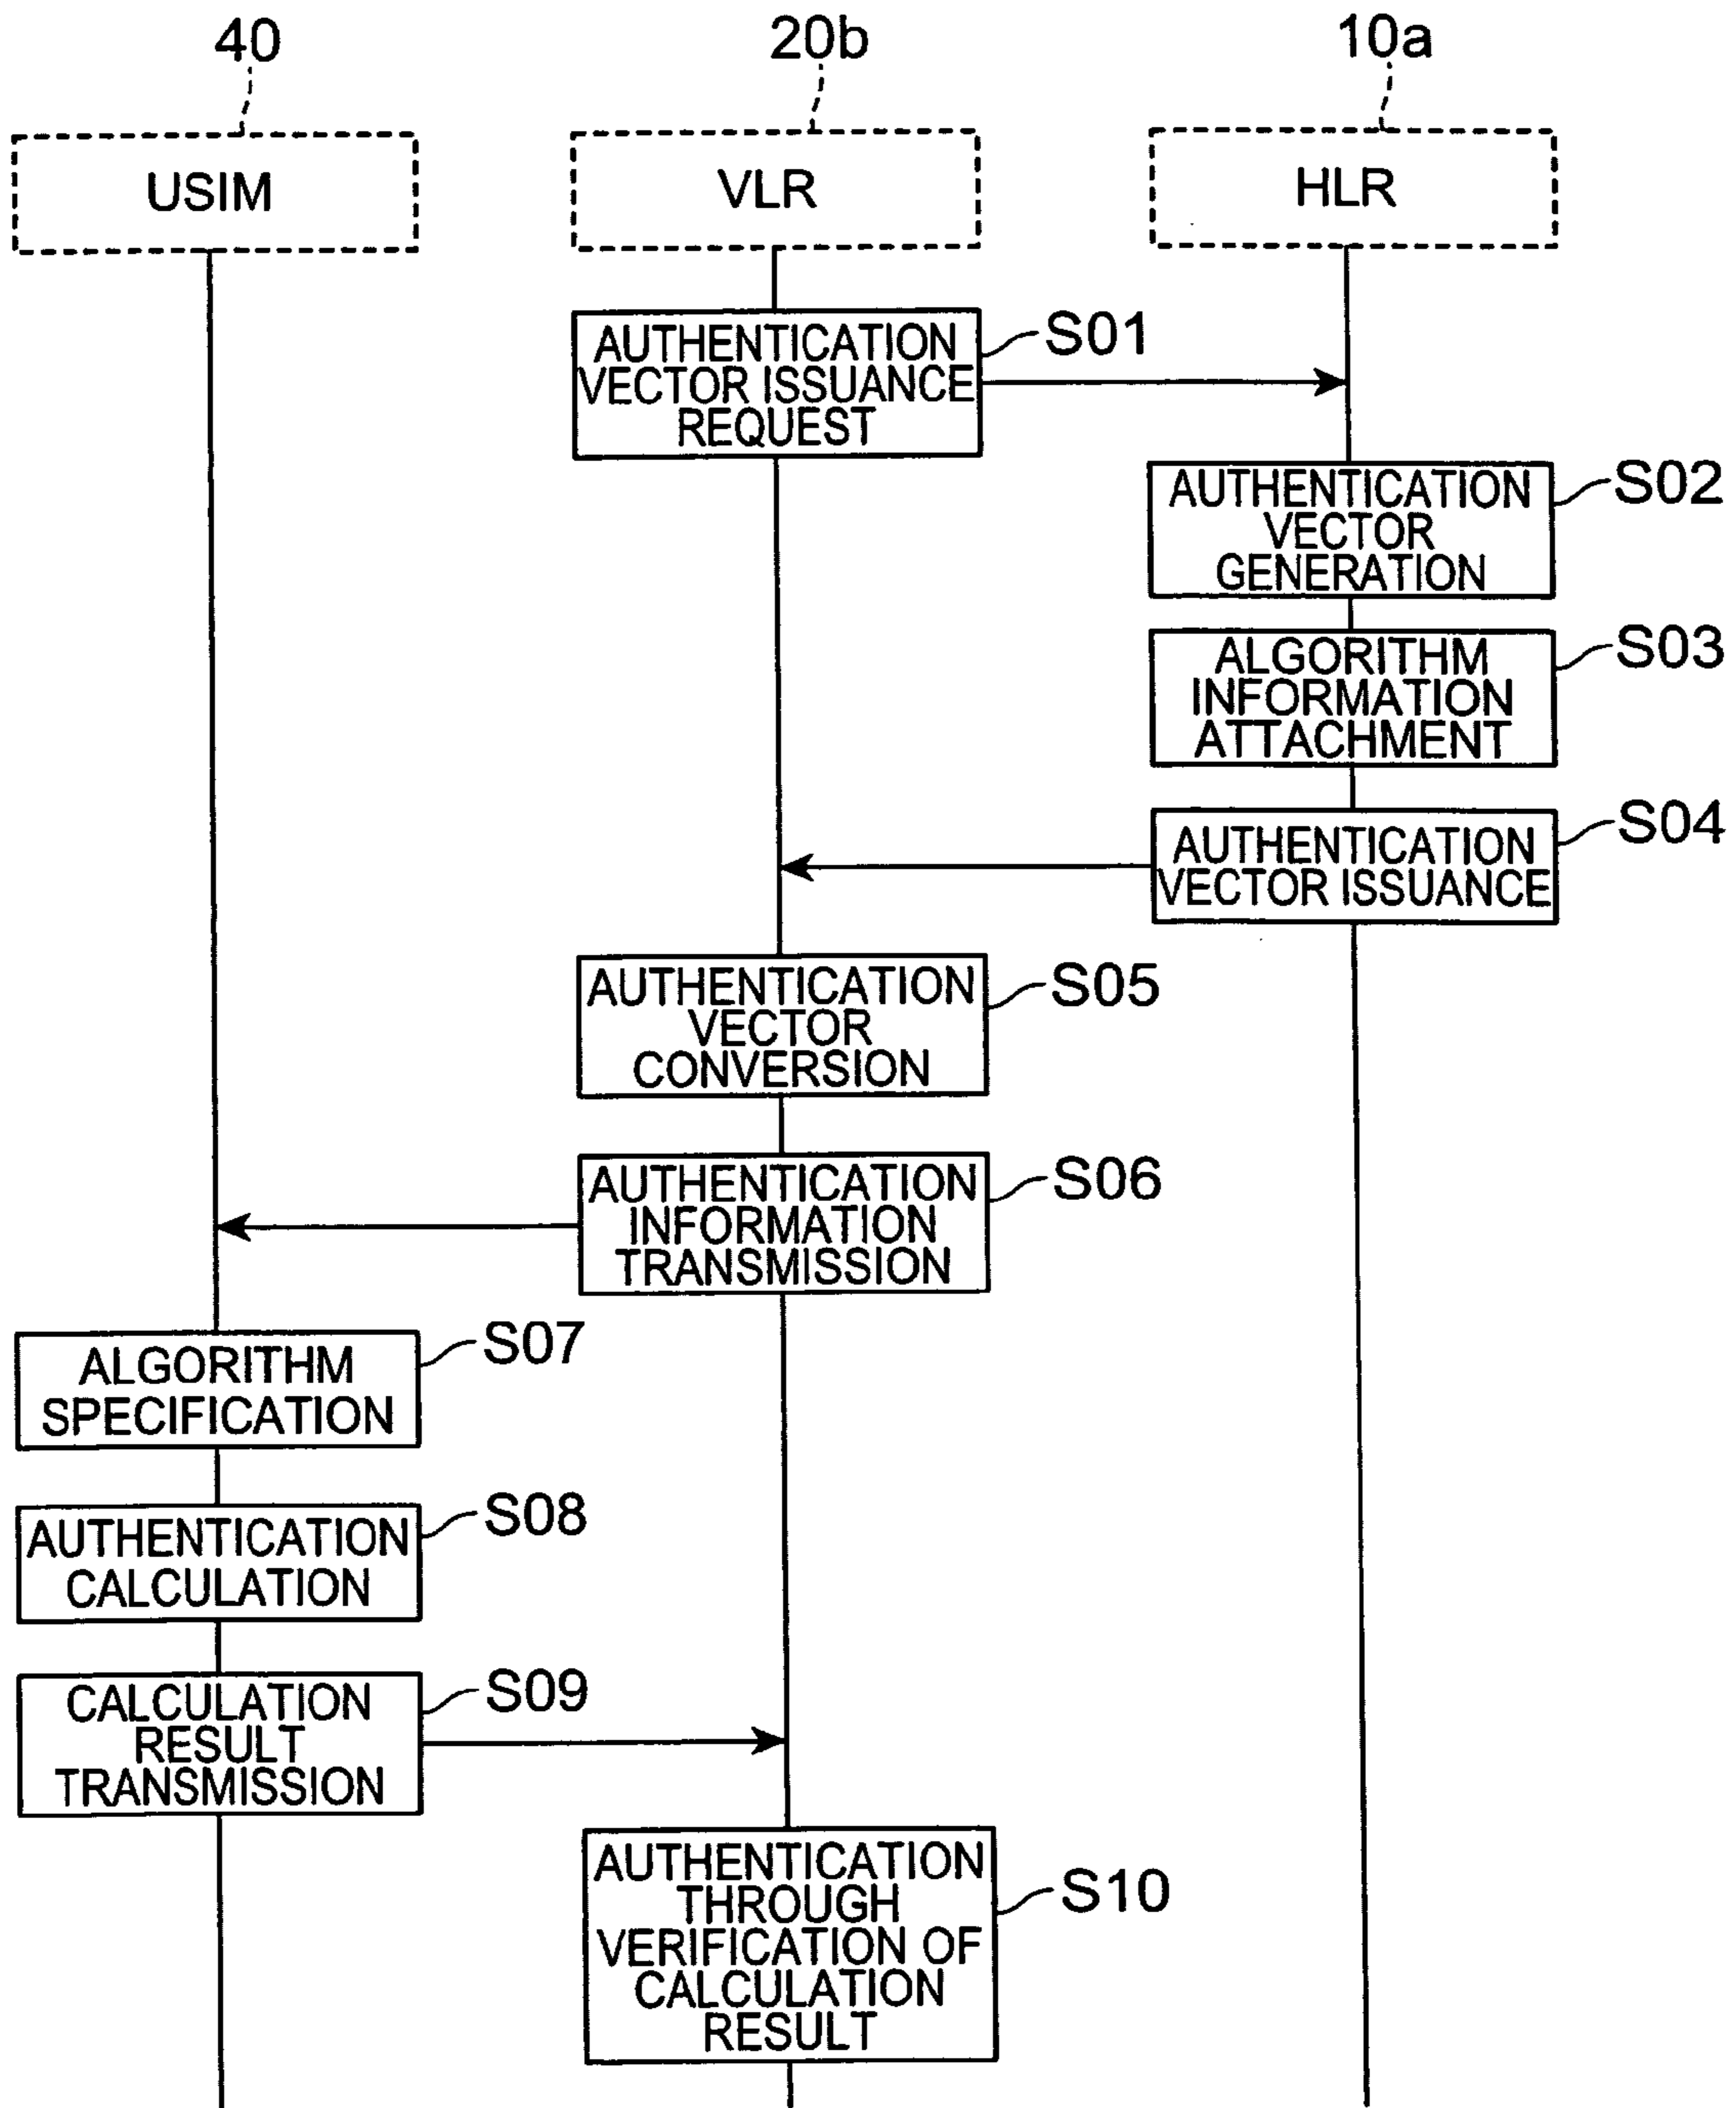 40
20b
10a
USIM
VLR
HLR
AUTHENTICATION
VECTOR ISSUANCE
REQUEST
S01
AUTHENTICATION
VECTOR
GENERATION
S02
ALGORITHM
INFORMATION
ATTACHMENT
S03
AUTHENTICATION
VECTOR ISSUANCE
S04
AUTHENTICATION
VECTOR
CONVERSION
S05
AUTHENTICATION
INFORMATION
TRANSMISSION
S06
ALGORITHM
SPECIFICATION
S07
AUTHENTICATION
CALCULATION
S08
CALCULATION
RESULT
TRANSMISSION
S09
AUTHENTICATION
THROUGH
VERIFICATION OF
CALCULATION
RESULT
S10